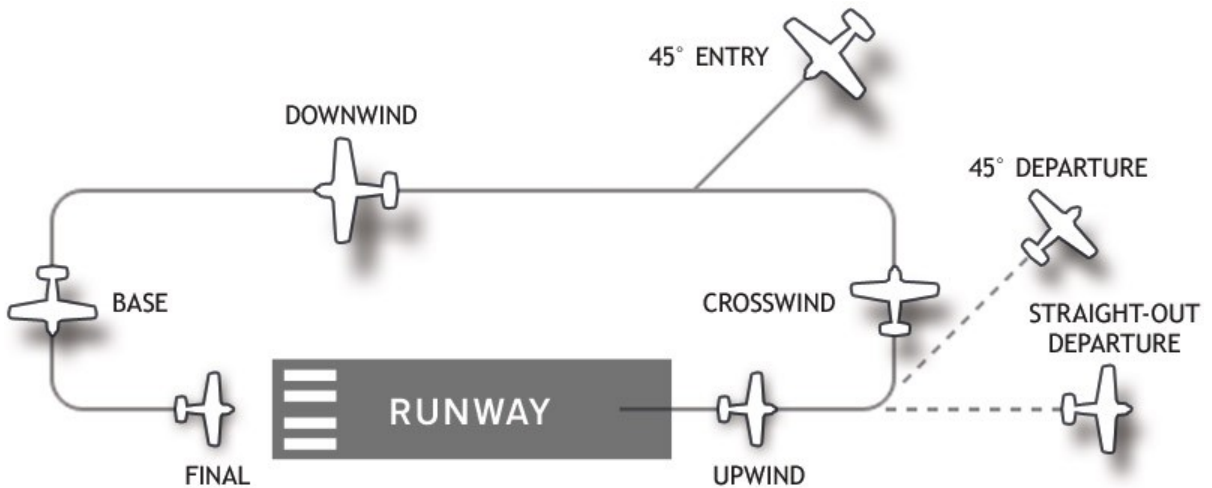 45° ENTRY
DOWNWIND
45° DEPARTURE
BASE
CROSSWIND
STRAIGHT-OUT
DEPARTURE
RUNWAY
FINAL
UPWIND